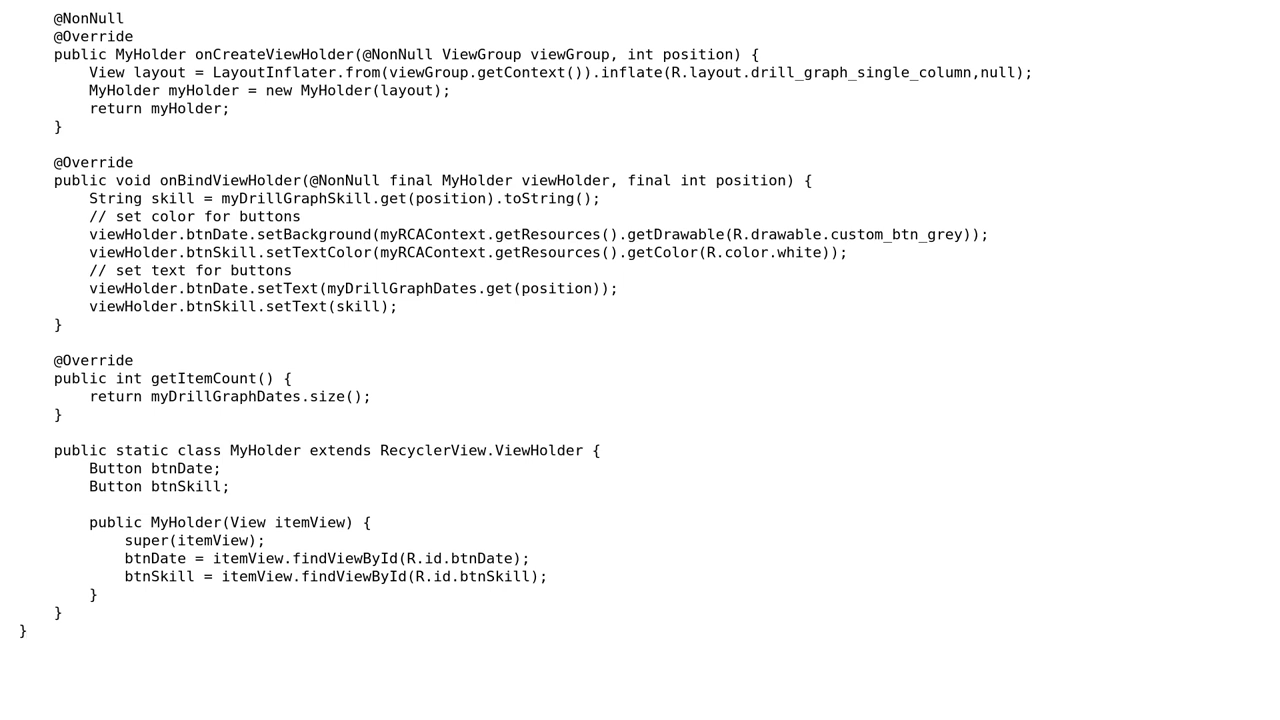 @NonNull
@Override
public MyHolder onCreateViewHolder(@NonNull ViewGroup viewGroup, int position) {
View layout = LayoutInflater.from(viewGroup.getContext()).inflate(R.layout.drill_graph_single_column,null);
MyHolder myHolder = new MyHolder(layout);
return myHolder;
}
@Override
public void onBindViewHolder(@NonNull final MyHolder viewHolder, final int position) {
String skill = myDrillGraphSkill.get(position).toString();
// set color for buttons
viewHolder.btnDate.setBackground(myRCAContext.getResources().getDrawable(R.drawable.custom_btn_grey));
viewHolder.btnSkill.setTextColor(myRCAContext.getResources().getColor(R.color.white));
// set text for buttons
viewHolder.btnDate.setText(myDrillGraphDates.get(position));
viewHolder.btnSkill.setText(skill);
}
@Override
public int getItemCount() {
return myDrillGraphDates.size();
}
public static class MyHolder extends RecyclerView.ViewHolder {
Button btnDate;
Button btnSkill;
public MyHolder(View itemView) {
super(itemView);
btnDate = itemView.findViewById(R.id.btnDate);
btnSkill = itemView.findViewById(R.id.btnSkill);
}
}
}